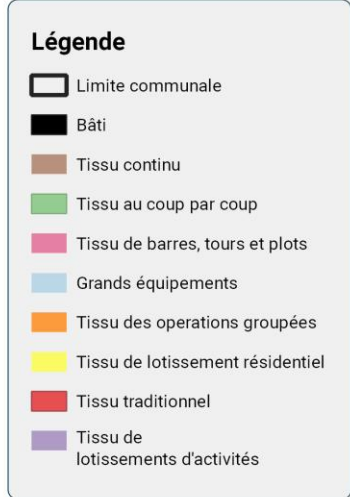 Légende
Limite communale
Bâti
Tissu continu
Tissu au coup par coup
Tissu de barres, tours et plots
Grands équipements
Tissu des operations groupées
Tissu de lotissement résidentiel
Tissu traditionnel
Tissu de
lotissements d'activités